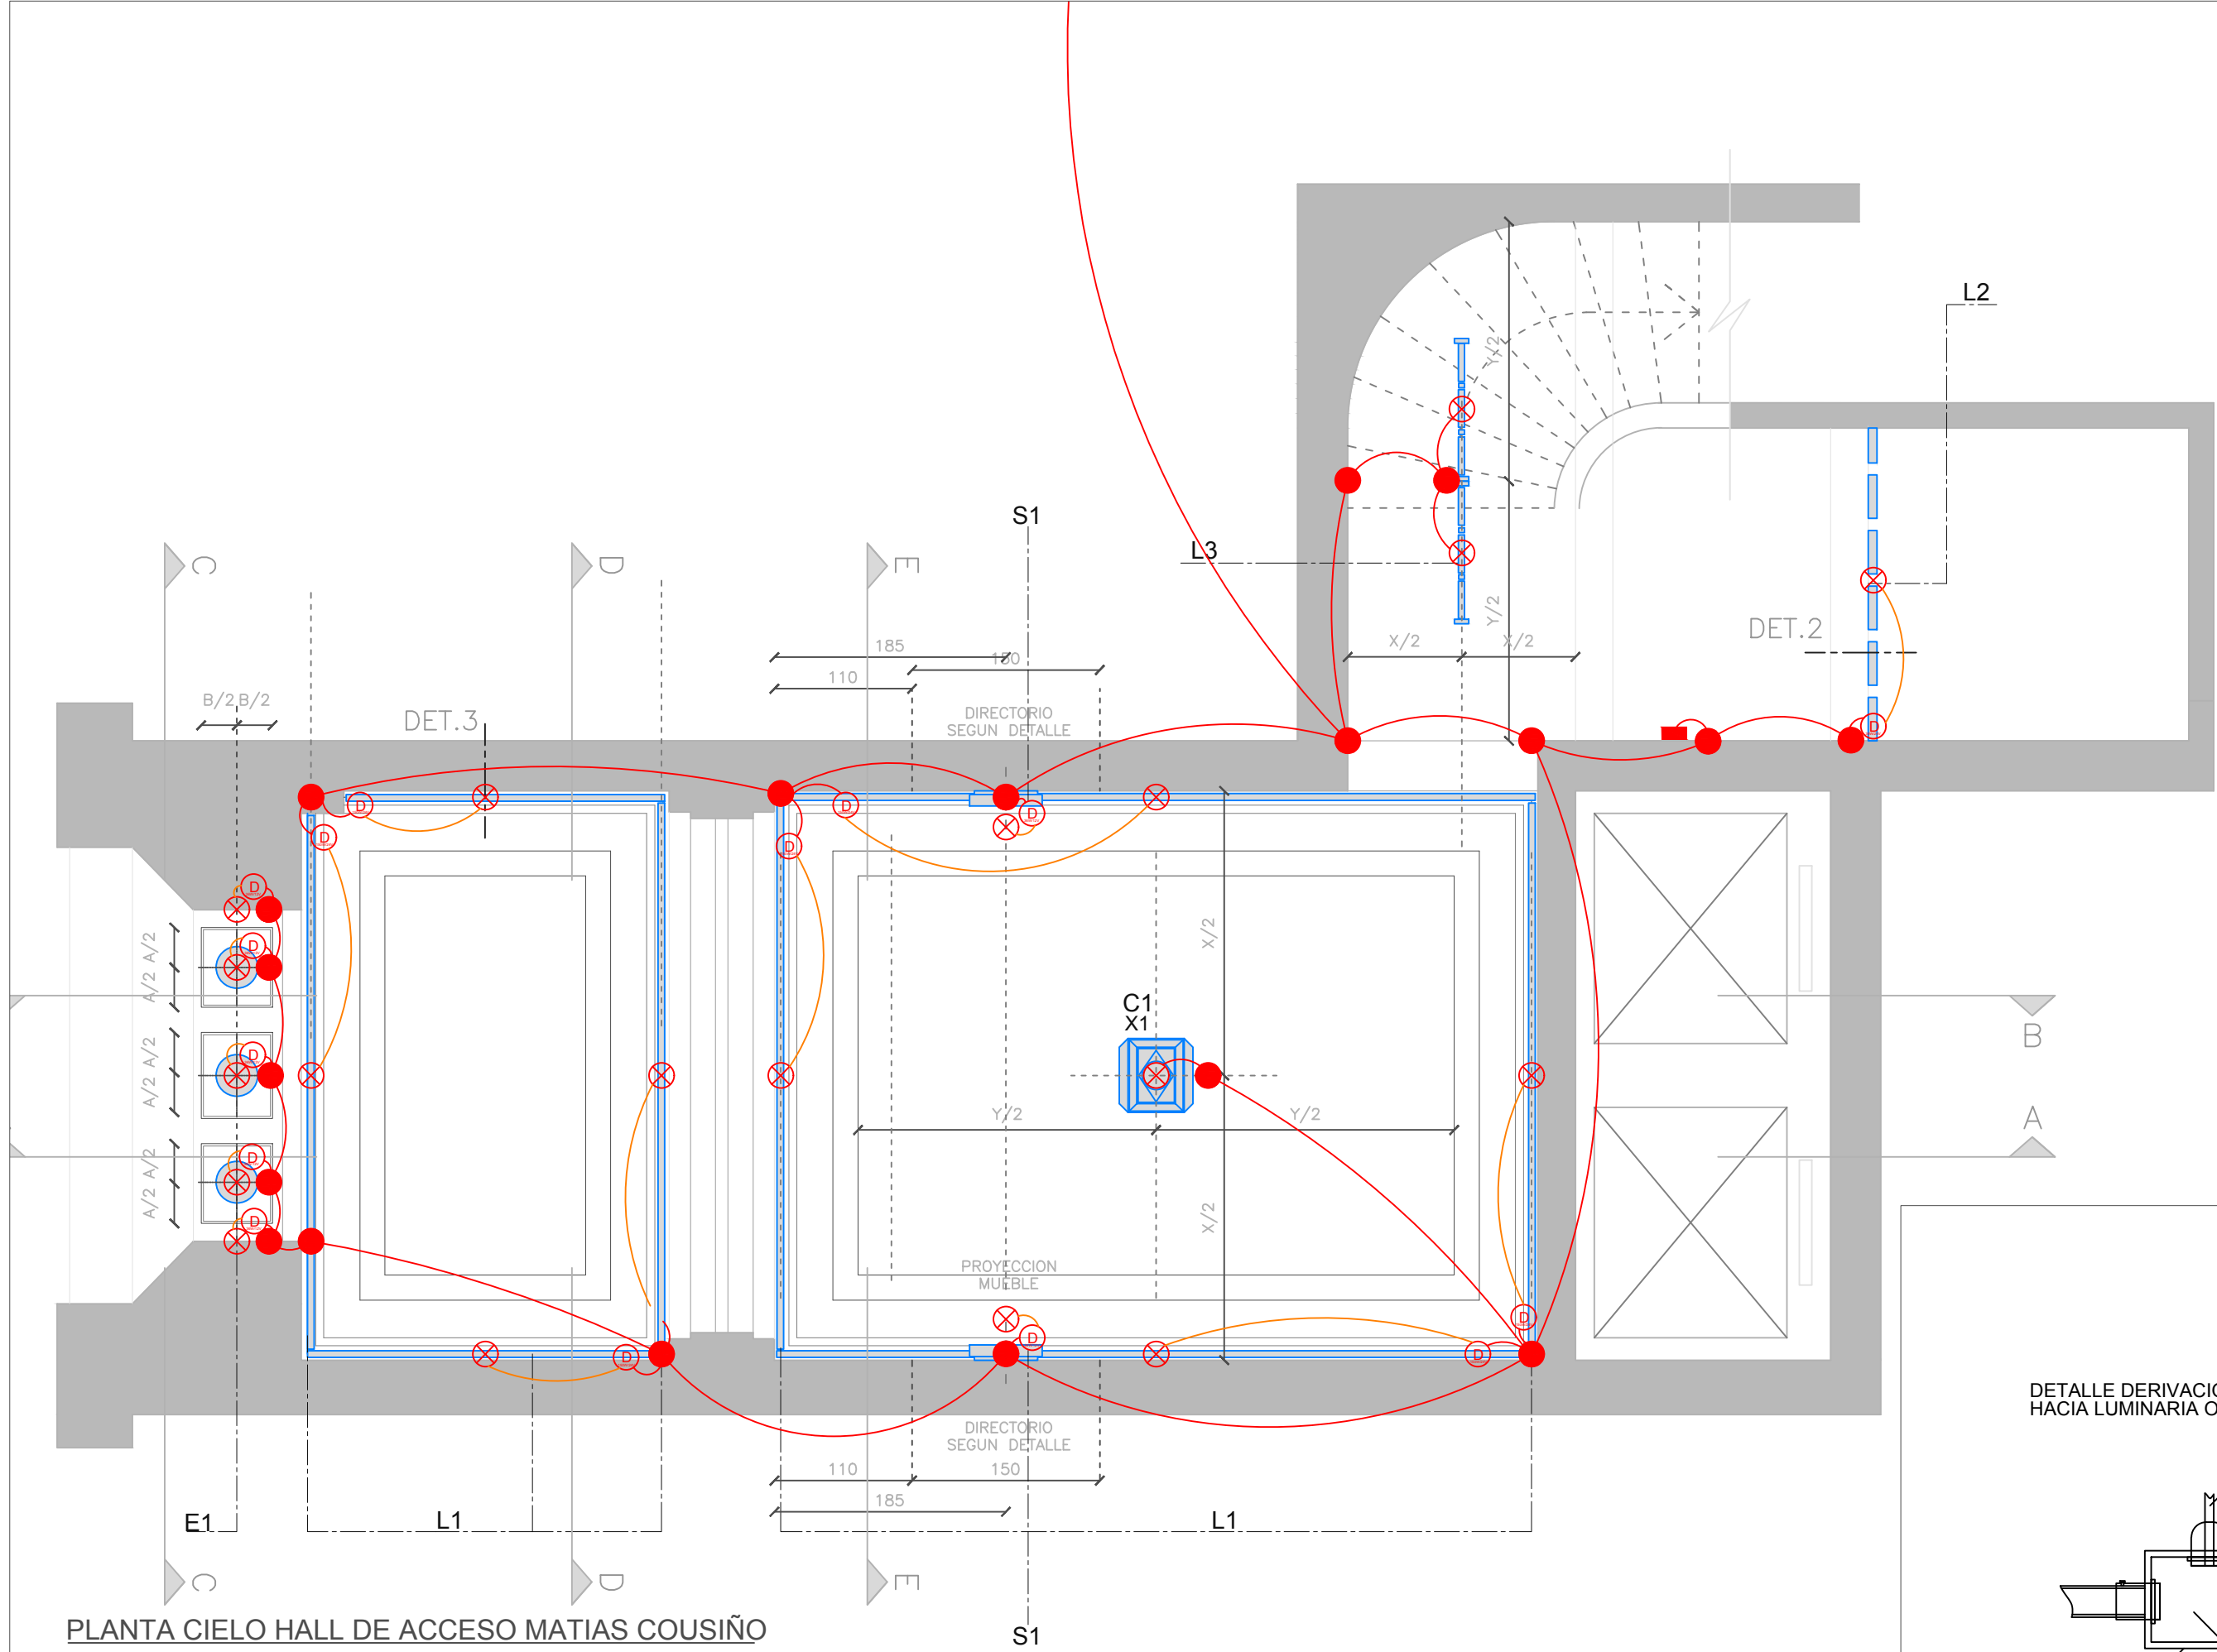 L2
S1
L3
C
D
E
Y/2
Y/2
X/2
X/2
DET.2
185
150
110
B/2
B/2
DET.3
DIRECTORIO
SEGUN DETALLE
D
D
D
D
D
D
D
A/2
A/2
D
X/2
C1
X1
B
D
A/2
A/2
Y/2
Y/2
A
D
A/2
A/2
D
X/2
PROYECCION
MUEBLE
D
D
D
D
DETALLE DERIVACIO
HACIA LUMINARIA O
DIRECTORIO
SEGUN DETALLE
110
150
185
E1
L1
L1
C
D
E
PLANTA CIELO HALL DE ACCESO MATIAS COUSIÑO
S1